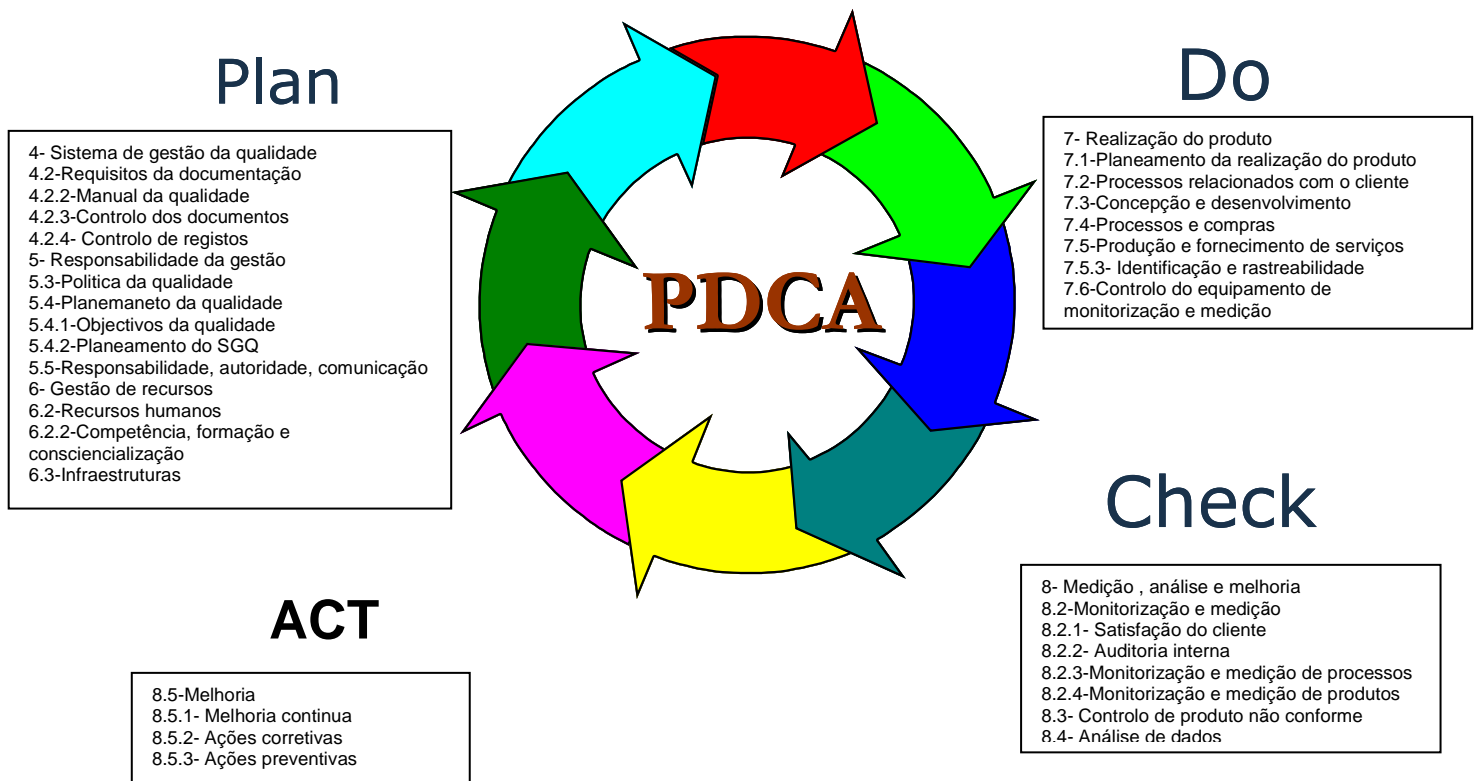 Plan
4- Sistema de gestão da qualidade
4.2-Requisitos da documentação
4.2.2-Manual da qualidade
4.2.3-Controlo dos documentos
4.2.4- Controlo de registos
5- Responsabilidade da gestão
5.3-Politica da qualidade
5.4-Planemaneto da qualidade
5.4.1-Objectivos da qualidade
5.4.2-Planeamento do SGQ
5.5-Responsabilidade, autoridade, comunicação
6- Gestão de recursos
6.2-Recursos humanos
6.2.2-Competência, formação e
consciencialização
6.3-Infraestruturas
PDCA
Do
7- Realização do produto
7.1-Planeamento da realização do produto
7.2-Processos relacionados com o cliente
7.3-Concepção e desenvolvimento
7.4-Processos e compras
7.5-Produção e fornecimento de serviços
7.5.3- Identificação e rastreabilidade
7.6-Controlo do equipamento de
monitorização e medição
Check
8- Medição , análise e melhoria
8.2-Monitorização e medição
8.2.1- Satisfação do cliente
8.2.2- Auditoria interna
8.2.3-Monitorização e medição de processos
8.2.4-Monitorização e medição de produtos
8.3- Controlo de produto não conforme
8.4- Análise de dados
ACT
8.5-Melhoria
8.5.1- Melhoria continua
8.5.2- Ações corretivas
8.5.3- Ações preventivas